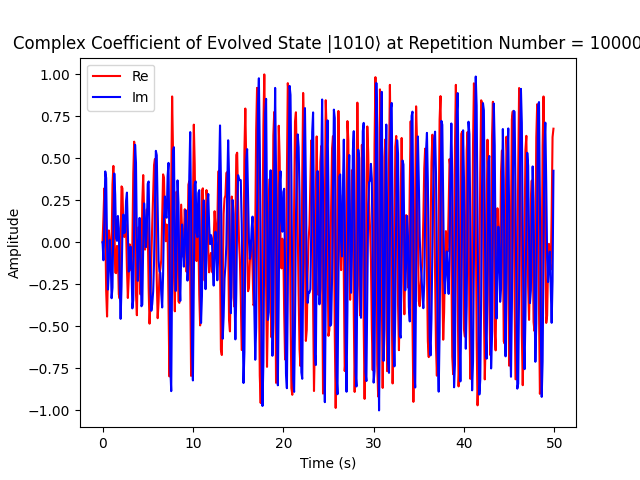 Complex Coefficient of Evolved State |1010⟩ at Repetition Number = 10000
Re
Im
1.00
0.75
0.50
0.25
0.00
−0.25
−0.50
−0.75
−1.00
Amplitude
0 10 20 30 40 50
Time (s)